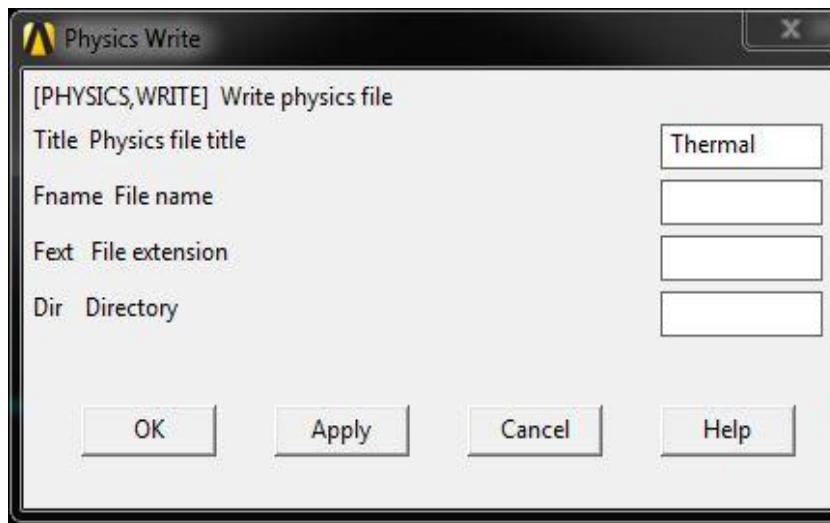 Physics Write
[PHYSICS,WRITE] Write physics file
Title Physics file title Thermal
Fname File name
Fext File extension
Dir Directory
OK Apply Cancel Help